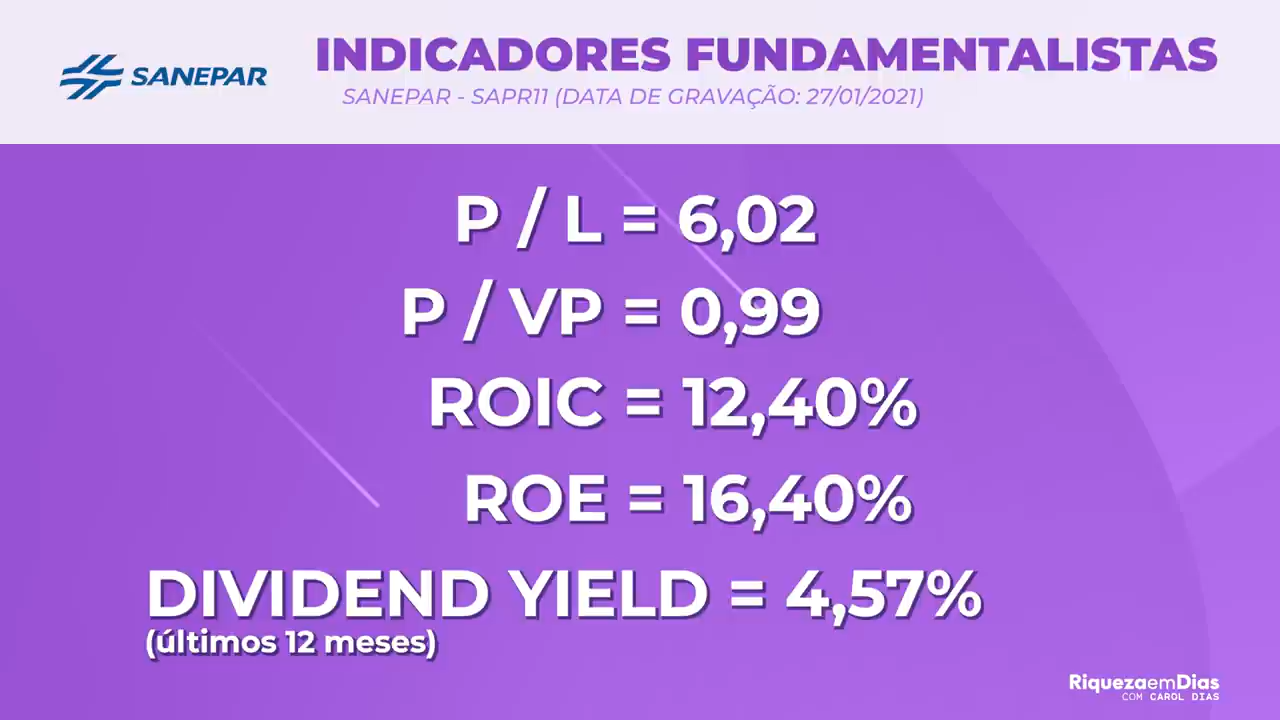 SANEPAR
INDICADORES FUNDAMENTALISTAS
SANEPAR - SAPR11 (DATA DE GRAVAÇÃO: 27/01/2021)
P / L = 6,02
P / VP = 0,99
ROIC = 12,40%
ROE = 16,40%
DIVIDEND YIELD = 4,57%
(últimos 12 meses)
RiquezaemDias
COM CAROL DIAS